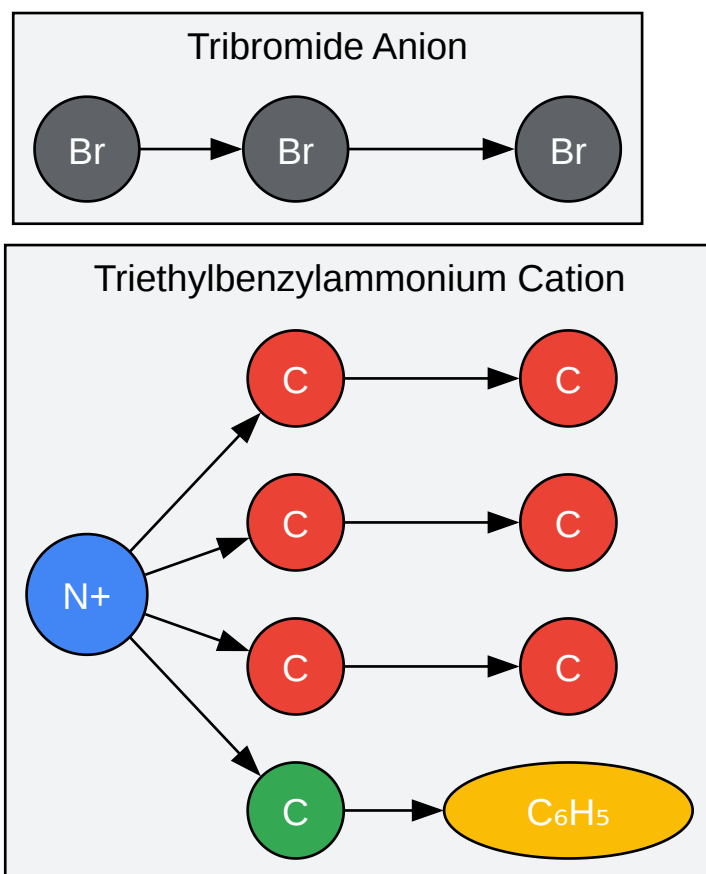 Tribromide Anion
Br Br Br
Triethylbenzylammonium Cation
C C
C C
N+
C C
C C₆H₅